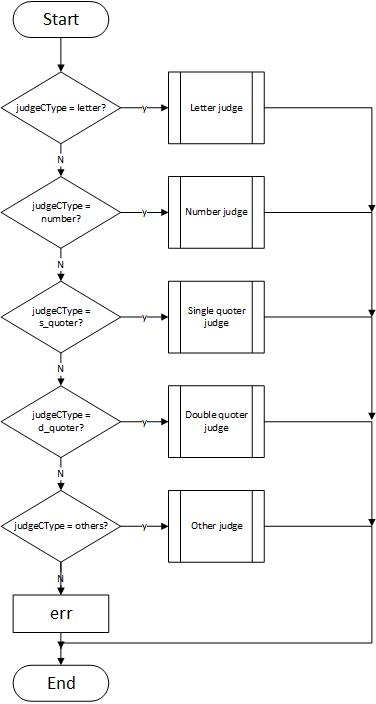 Start
judgeCType = letter?
y
Letter judge
N
judgeCType =
number?
y
Number judge
N
judgeCType =
s_quoter?
y
Single quoter
judge
N
judgeCType =
d_quoter?
y
Double quoter
judge
N
judgeCType = others?
y
Other judge
N
err
End